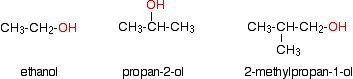 OH
CH3-CH2-OH CH3-CH-CH3 CH3-CH-CH2-OH
CH3
ethanol propan-2-ol 2-methylpropan-1-ol